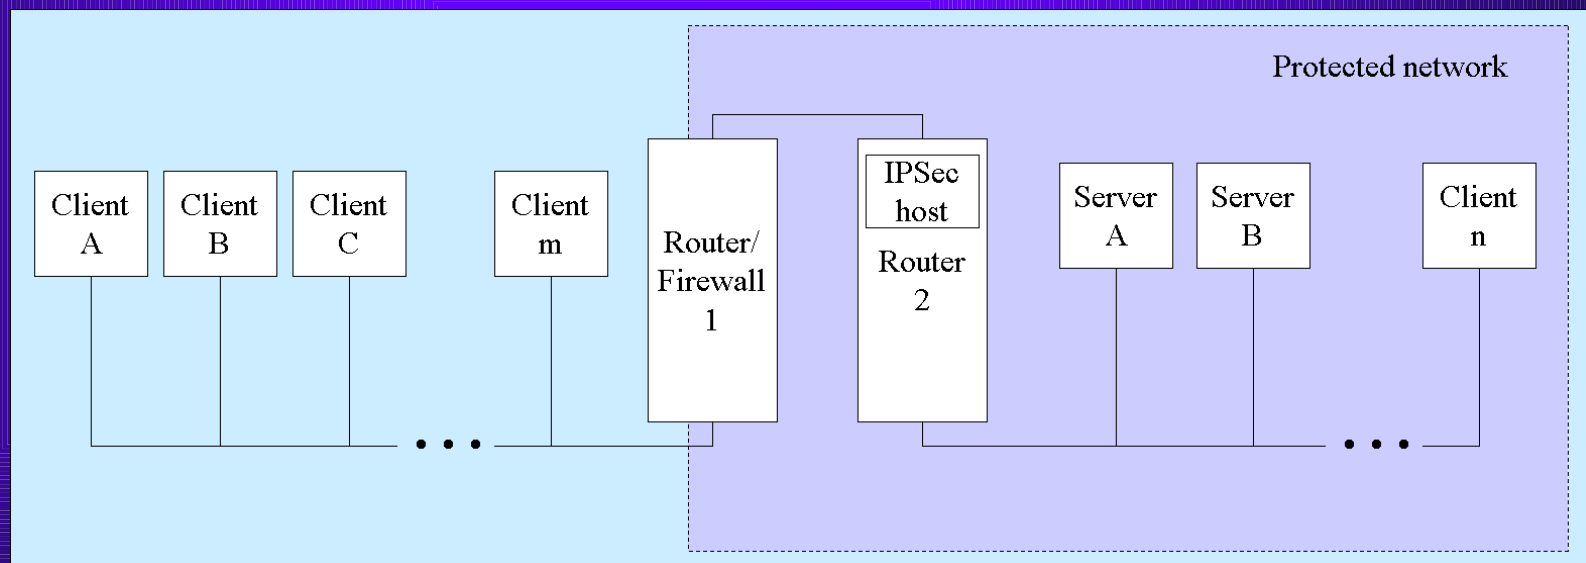 Protected network
Client
A
Client
B
Client
C
Client
m
Router/
Firewall
1
IPSec
host
Router
2
Server
A
Server
B
Client
n